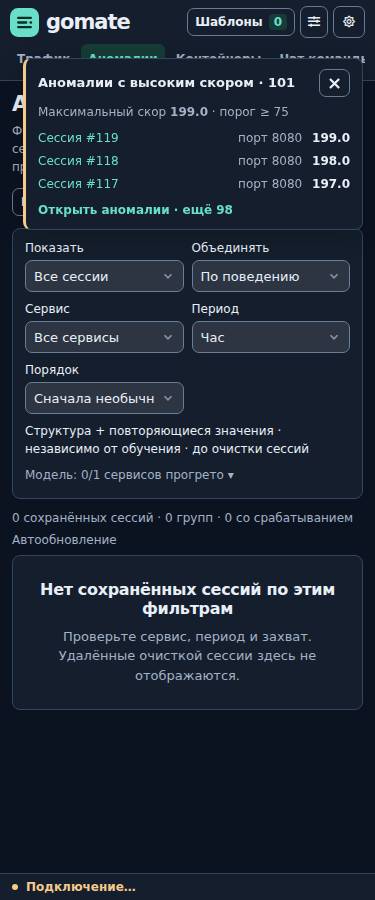 gomate
Шаблоны 0
Трафик Аномалии Контейнеры
Аномалии с высоким скором · 101
Максимальный скор 199.0 · порог ≥ 75
Сессия #119 порт 8080 199.0
Сессия #118 порт 8080 198.0
Сессия #117 порт 8080 197.0
Открыть аномалии · ещё 98
Показать Объединять
Все сессии По поведению
Сервис Период
Все сервисы Час
Порядок
Сначала необычн
Структура + повторяющиеся значения ·
независимо от обучения · до очистки сессий
Модель: 0/1 сервисов прогрето ▾
0 сохранённых сессий · 0 групп · 0 со срабатыванием
Автообновление
Нет сохранённых сессий по этим
фильтрам
Проверьте сервис, период и захват.
Удалённые очисткой сессии здесь не
отображаются.
Подключение…